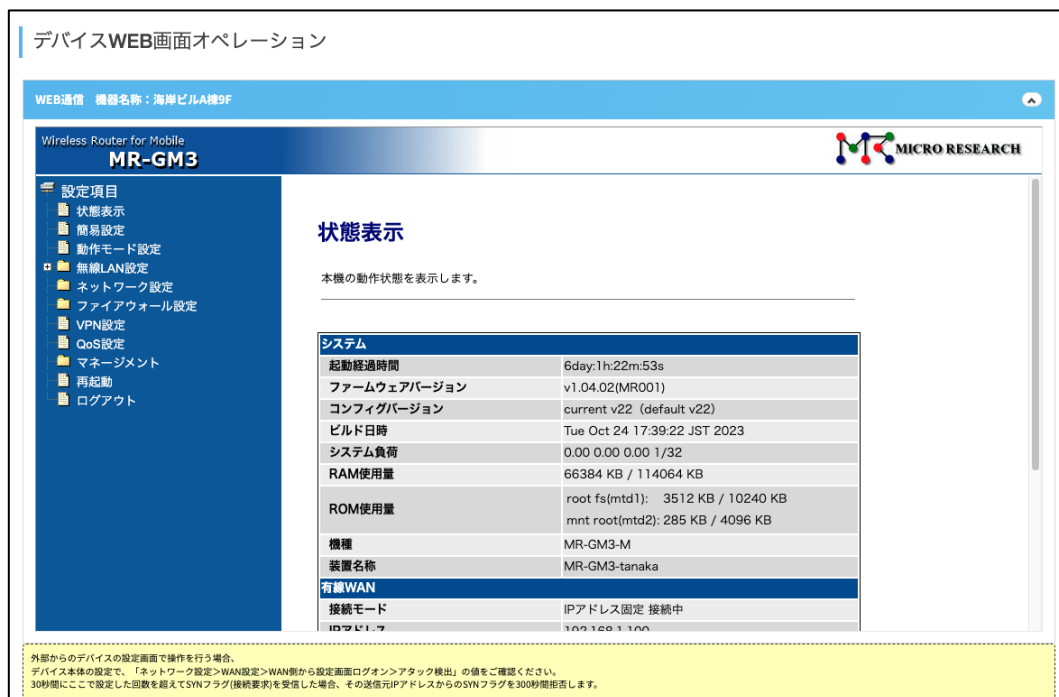 デバイスWEB画面オペレーション
WEB通信 機器名称：海岸ビルA棟9F
Wireless Router for Mobile
MR-GM3
MICRO RESEARCH
設定項目
状態表示
簡易設定
動作モード設定
無線LAN設定
ネットワーク設定
ファイアウォール設定
VPN設定
QoS設定
マネージメント
再起動
ログアウト
状態表示
本機の動作状態を表示します。
システム
起動経過時間 6day:1h:22m:53s
ファームウェアバージョン v1.04.02(MR001)
コンフィグバージョン current v22（default v22）
ビルド日時 Tue Oct 24 17:39:22 JST 2023
システム負荷 0.00 0.00 0.00 1/32
RAM使用量 66384 KB / 114064 KB
ROM使用量 root fs(mtd1): 3512 KB / 10240 KB
mnt root(mtd2): 285 KB / 4096 KB
機種 MR-GM3-M
装置名称 MR-GM3-tanaka
有線WAN
接続モード IPアドレス固定 接続中
IPアドレス 192.168.1.100
外部からのデバイスの設定画面で操作を行う場合、
デバイス本体の設定で、「ネットワーク設定＞WAN設定＞WAN側から設定画面ログオン＞アタック検出」の値をご確認ください。
30秒間にここで設定した回数を超えてSYNフラグ(接続要求)を受信した場合、その送信元IPアドレスからのSYNフラグを300秒間拒否します。